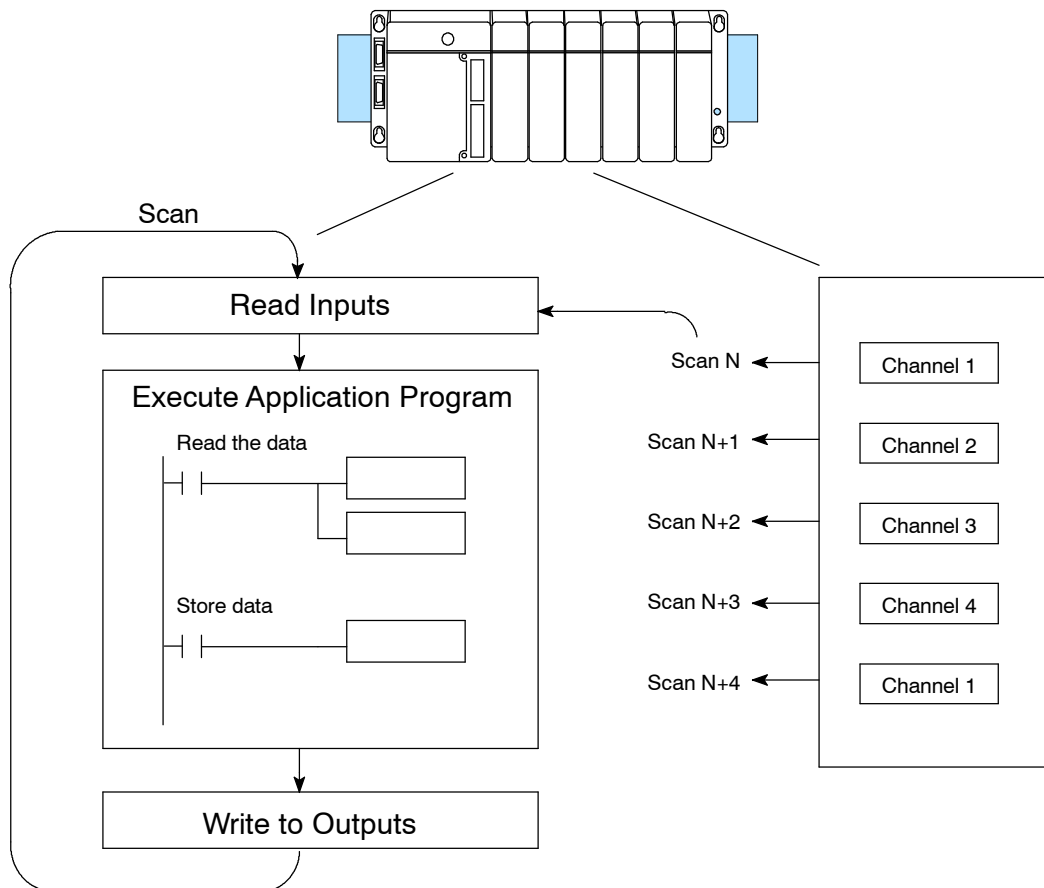 Scan
Read Inputs
Execute Application Program
Read the data
Store data
Write to Outputs
Scan N
Channel 1
Scan N+1
Channel 2
Scan N+2
Channel 3
Scan N+3
Channel 4
Scan N+4
Channel 1